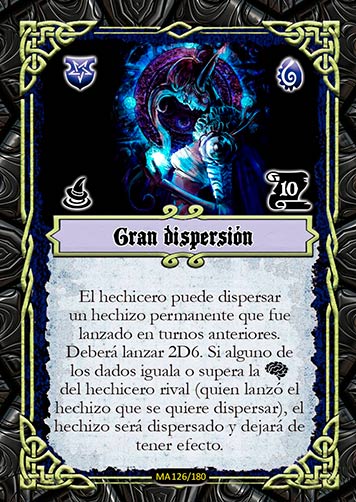 10
Gran dispersión
El hechicero puede dispersar
un hechizo permanente que fue
lanzado en turnos anteriores.
Deberá lanzar 2D6. Si alguno de
los dados iguala o supera la
del hechicero rival (quien lanzó el
hechizo que se quiere dispersar), el
hechizo será dispersado y dejará de
tener efecto.
MA126/180